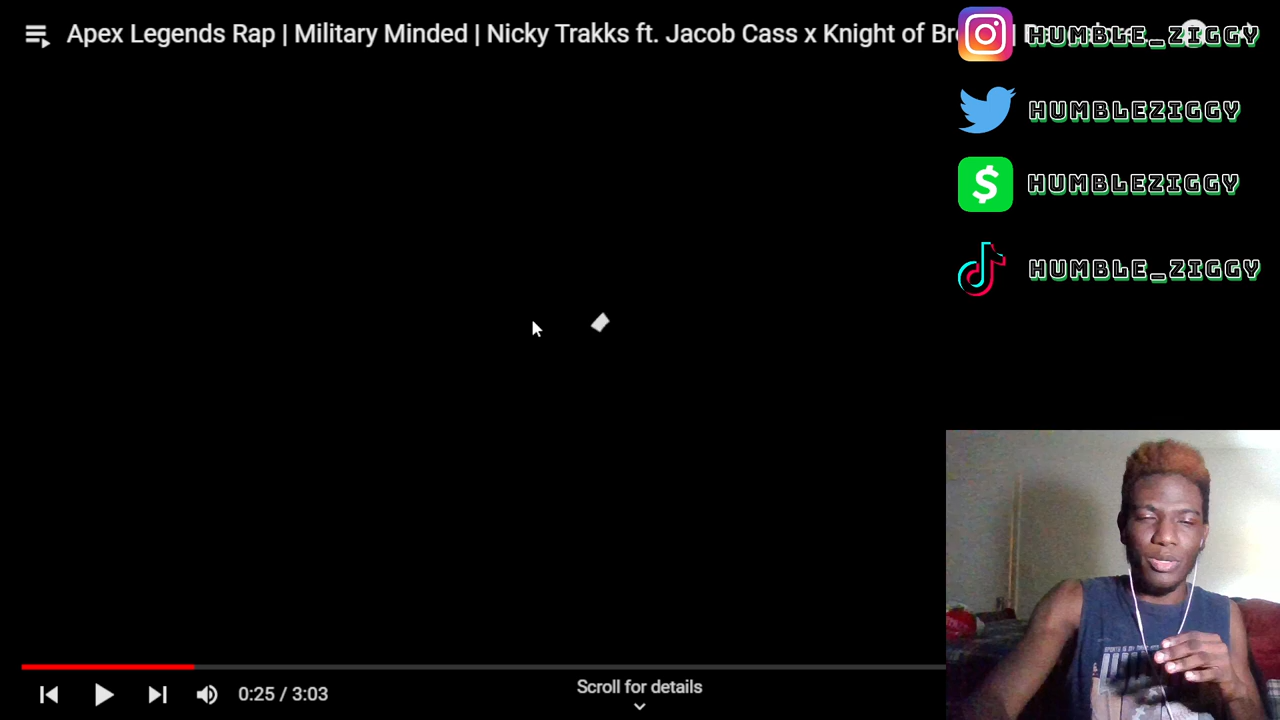 Apex Legends Rap | Military Minded | Nicky Trakks ft. Jacob Cass x Knight of
HUMBLE_ZIGGY
HUMBLEZIGGY
HUMBLEZIGGY
HUMBLE_ZIGGY
0:25 / 3:03
Scroll for details